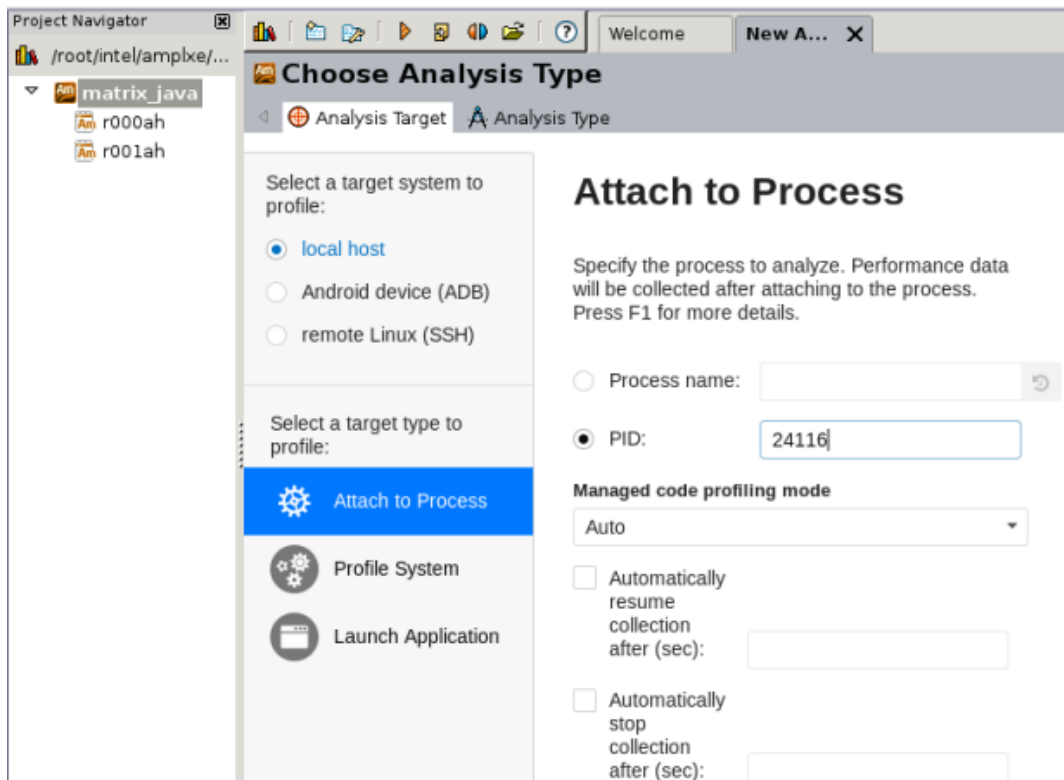 Project Navigator
/root/intel/amplxe/...
matrix_java
r000ah
r001ah
Welcome
New A...
Choose Analysis Type
Analysis Target
Analysis Type
Select a target system to
profile:
local host
Android device (ADB)
remote Linux (SSH)
Select a target type to
profile:
Attach to Process
Profile System
Launch Application
Attach to Process
Specify the process to analyze. Performance data
will be collected after attaching to the process.
Press F1 for more details.
Process name:
PID:
24116
Managed code profiling mode
Auto
Automatically
resume
collection
after (sec):
Automatically
stop
collection
after (sec):